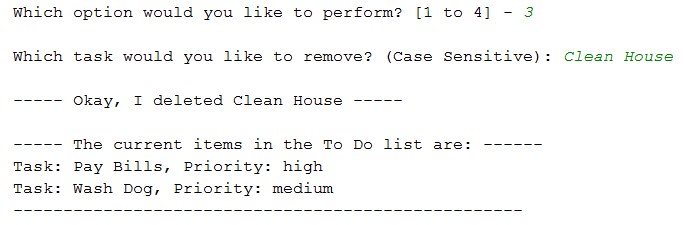 Which option would you like to perform? [1 to 4] - 3
Which task would you like to remove? (Case Sensitive): Clean House
----- Okay, I deleted Clean House -----
----- The current items in the To Do list are: ------
Task: Pay Bills, Priority: high
Task: Wash Dog, Priority: medium
---------------------------------------------------